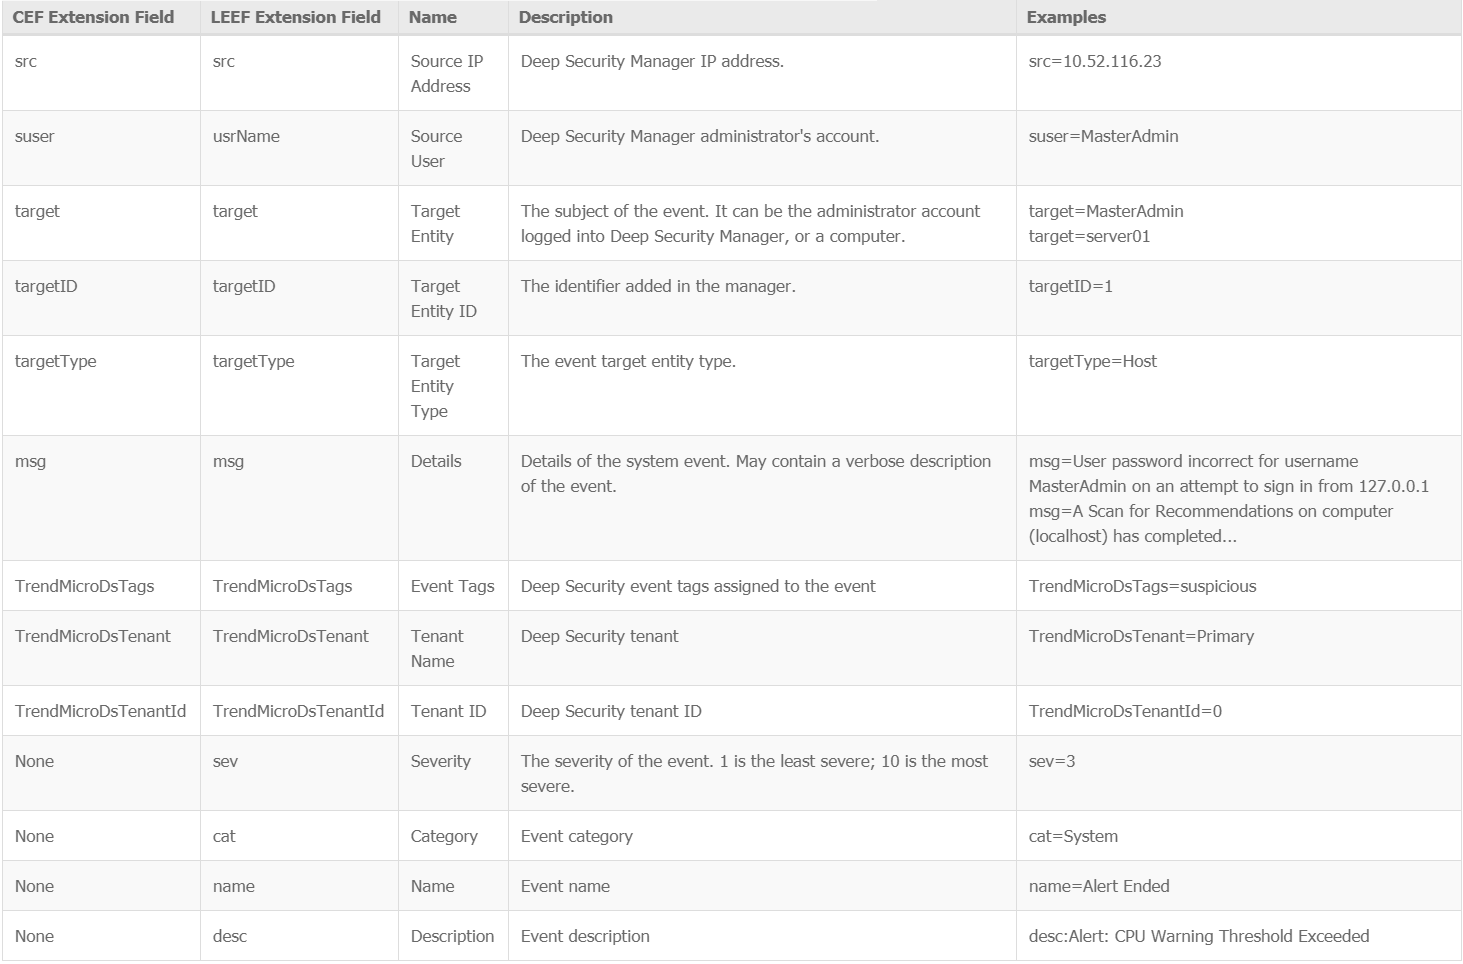 CEF Extension Field LEEF Extension Field Name Description Examples
src src Source IP Deep Security Manager IP address. src=10.52.116.23
Address
suser usrName Source Deep Security Manager administrator's account. suser=MasterAdmin
User
target target Target The subject of the event. It can be the administrator account target=MasterAdmin
Entity logged into Deep Security Manager, or a computer. target=server01
targetID targetID Target The identifier added in the manager. targetID=1
Entity ID
targetType targetType Target The event target entity type. targetType=Host
Entity
Type
msg msg Details Details of the system event. May contain a verbose description msg=User password incorrect for username
of the event. MasterAdmin on an attempt to sign in from 127.0.0.1
msg=A Scan for Recommendations on computer
(localhost) has completed...
TrendMicroDsTags TrendMicroDsTags Event Tags Deep Security event tags assigned to the event TrendMicroDsTags=suspicious
TrendMicroDsTenant TrendMicroDsTenant Tenant Deep Security tenant TrendMicroDsTenant=Primary
Name
TrendMicroDsTenantId TrendMicroDsTenantId Tenant ID Deep Security tenant ID TrendMicroDsTenantId=0
None sev Severity The severity of the event. 1 is the least severe; 10 is the most sev=3
severe.
None cat Category Event category cat=System
None name Name Event name name=Alert Ended
None desc Description Event description desc:Alert: CPU Warning Threshold Exceeded